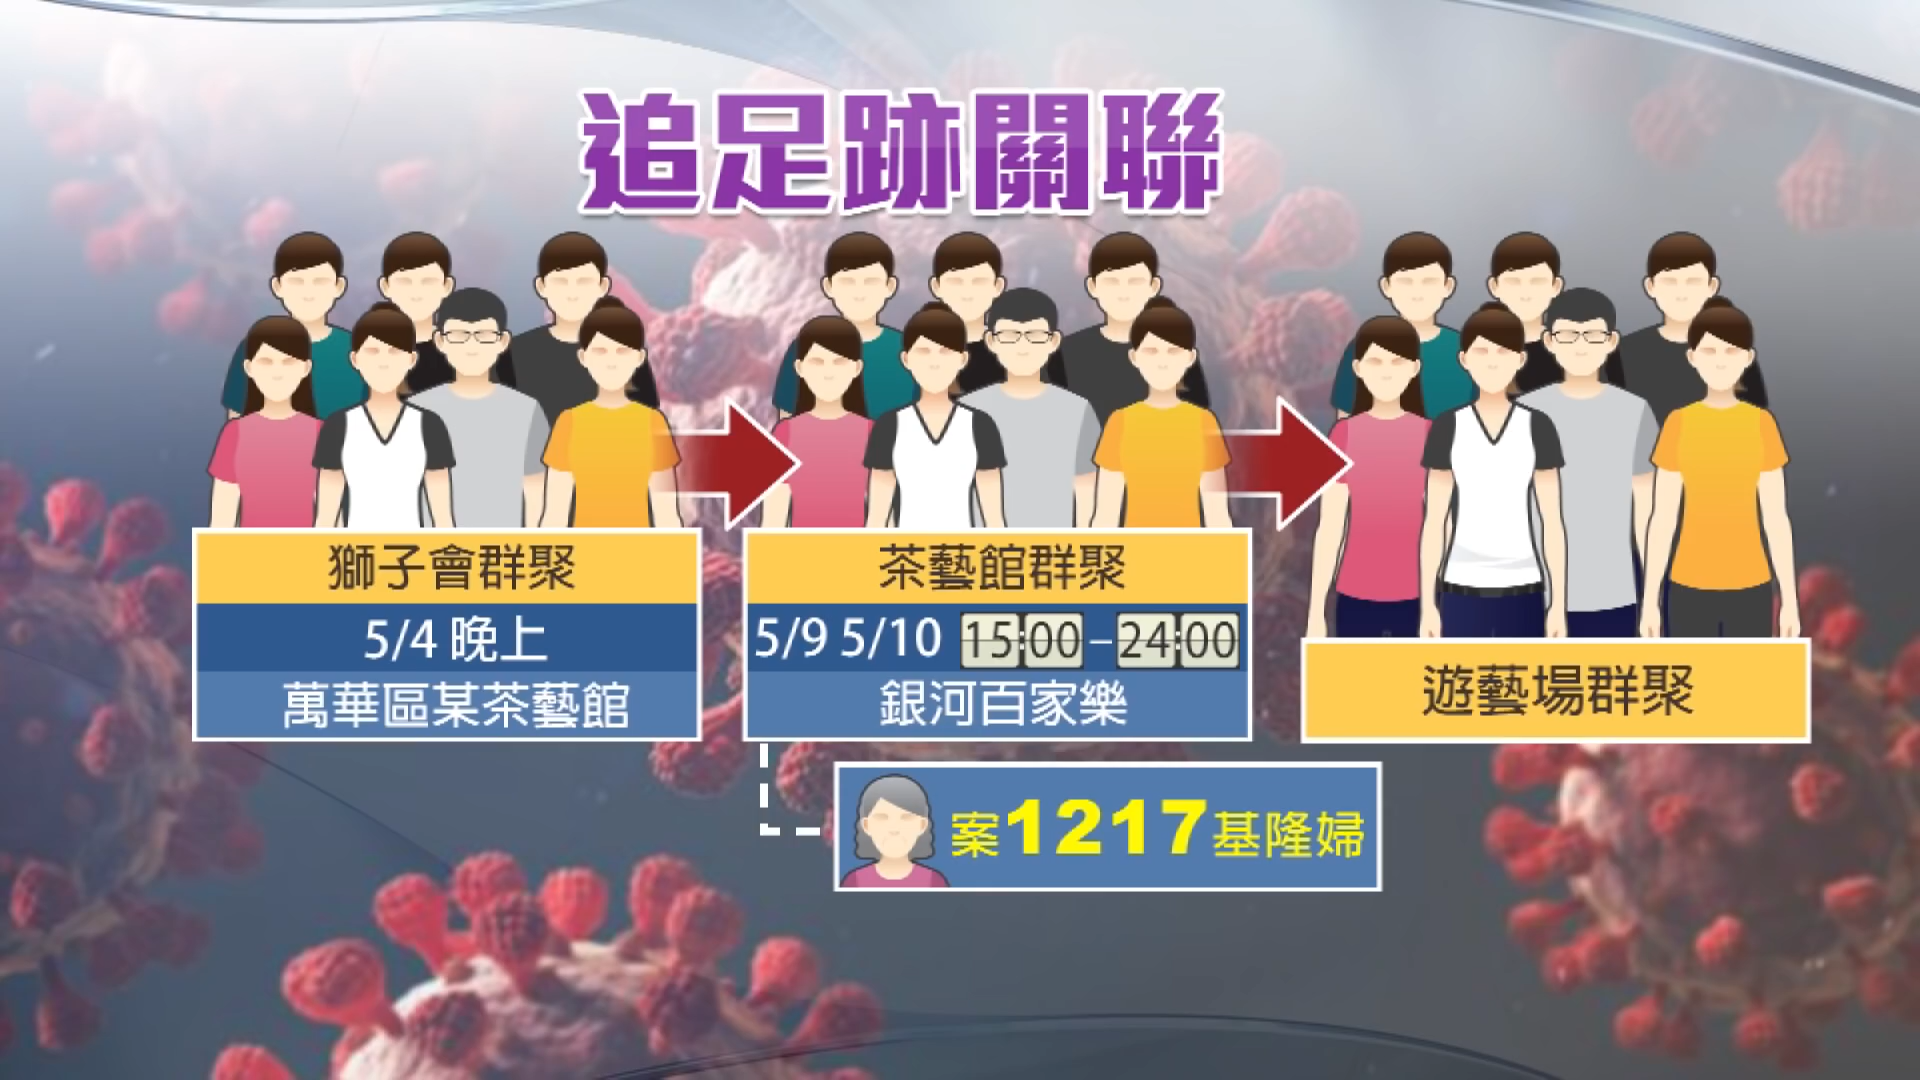 追足跡關聯
獅子會群聚
5/4 晚上
萬華區某茶藝館
茶藝館群聚
5/9 5/10 15:00–24:00
銀河百家樂
遊藝場群聚
案1217基隆婦